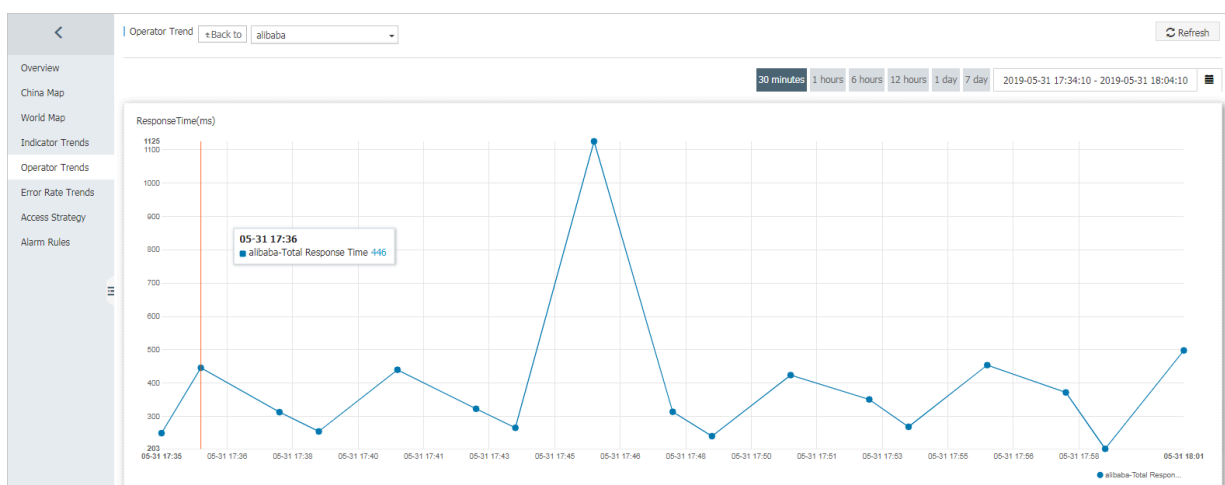 Operator Trend Back to alibaba
Refresh
Overview
China Map
World Map
Indicator Trends
Operator Trends
Error Rate Trends
Access Strategy
Alarm Rules
30 minutes 1 hours 6 hours 12 hours 1 day 7 day 2019-05-31 17:34:10 - 2019-05-31 18:04:10
ResponseTime(ms)
1125
1100
1000
900
800
700
600
500
400
300
203
05-31 17:36
alibaba-Total Response Time 446
05-31 17:35 05-31 17:36 05-31 17:38 05-31 17:40 05-31 17:41 05-31 17:43 05-31 17:45 05-31 17:46 05-31 17:48 05-31 17:50 05-31 17:51 05-31 17:53 05-31 17:55 05-31 17:56 05-31 17:58 05-31 18:01
alibaba-Total Respon...